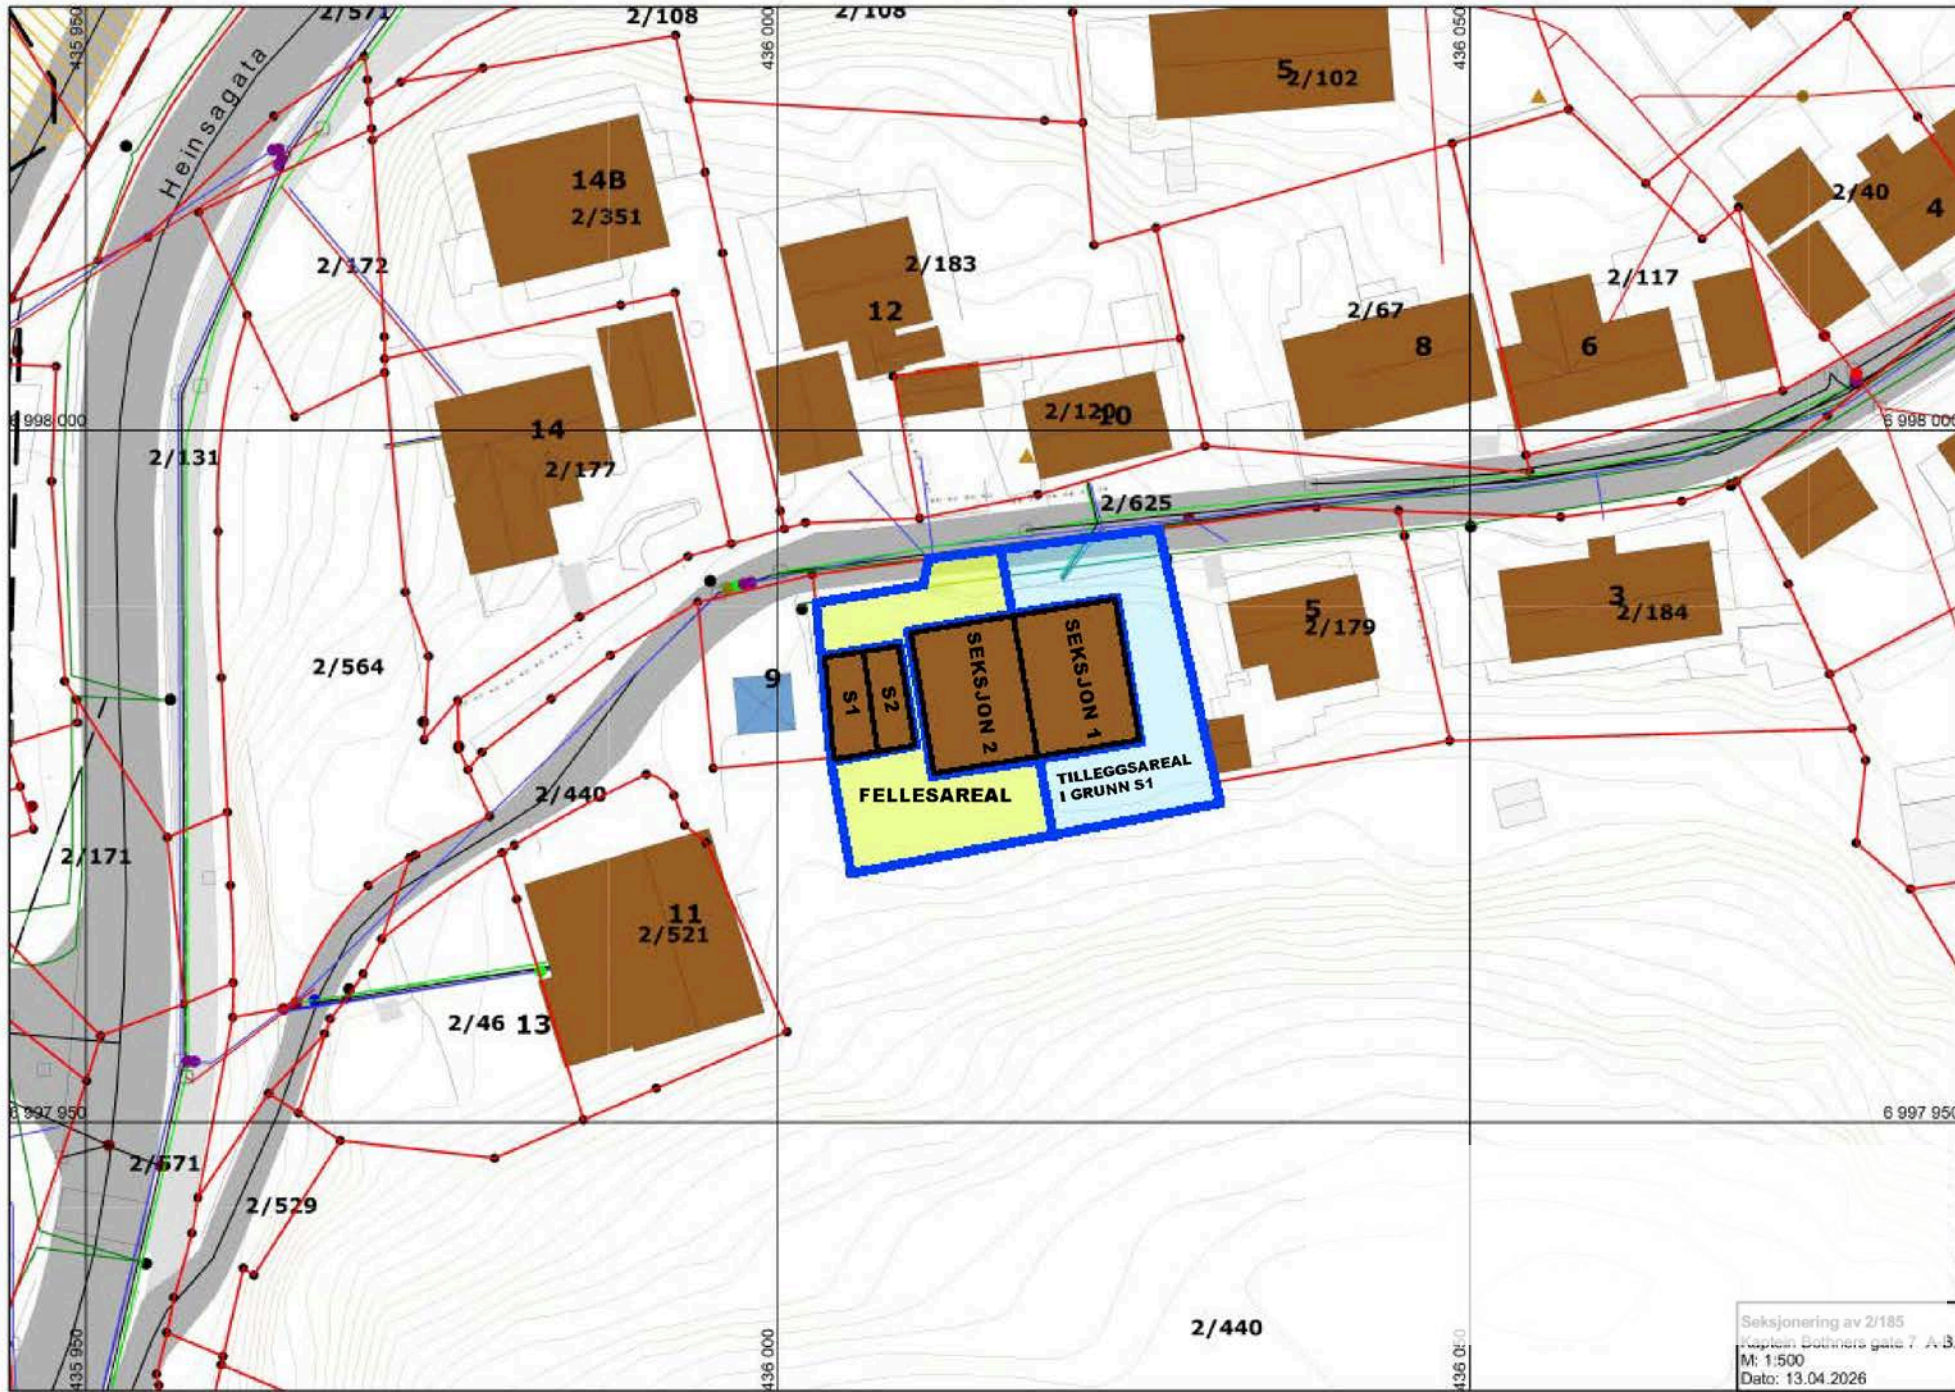 2/571
2/108
2/108
435 950
436 000
436 050
Heinsagata
5
2/102
14B
2/351
2/172
2/183
12
2/40
4
2/117
2/67
8
6
2/120
10
6 998 000
6 998 000
14
2/177
2/131
2/625
5
2/179
3
2/184
2/564
9
S1
S2
SEKSJON 2
SEKSJON 1
FELLESAREAL
TILLEGGSAREAL
I GRUNN S1
2/440
2/171
11
2/521
2/46
13
6 997 950
6 997 950
2/571
2/529
2/440
435 950
436 000
436 050
Seksjonering av 2/185
Kaptein Bothners gate 7 A-B.
M: 1:500
Dato: 13.04.2026